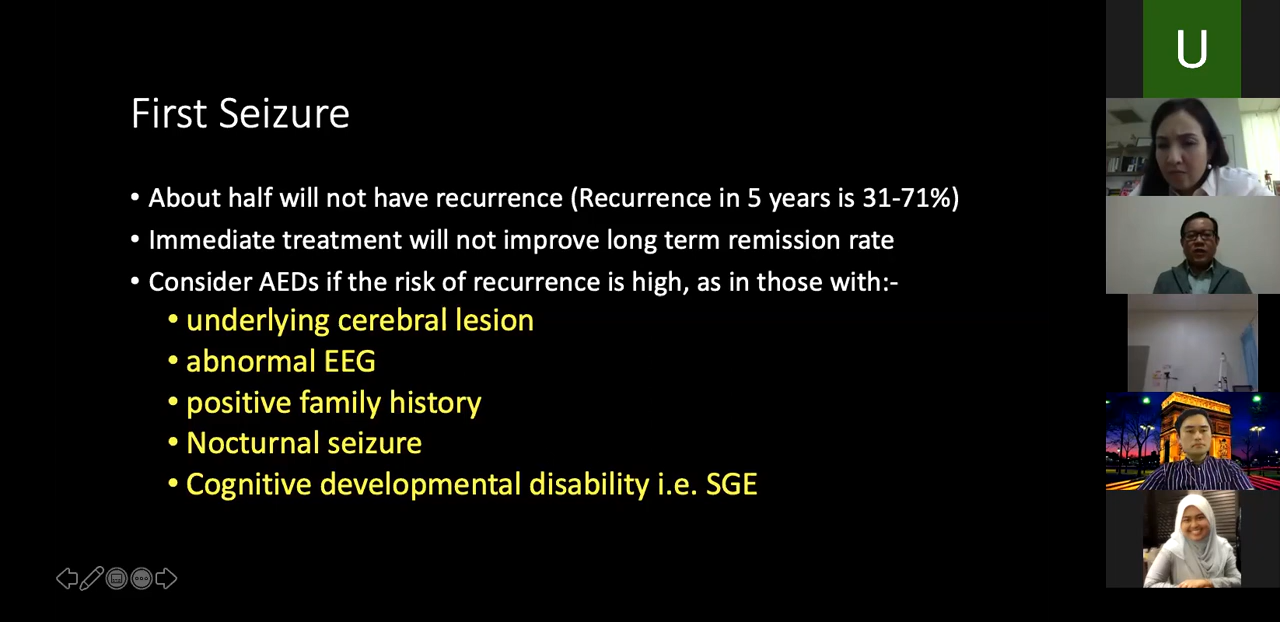 First Seizure
• About half will not have recurrence (Recurrence in 5 years is 31-71%)
• Immediate treatment will not improve long term remission rate
• Consider AEDs if the risk of recurrence is high, as in those with:-
• underlying cerebral lesion
• abnormal EEG
• positive family history
• Nocturnal seizure
• Cognitive developmental disability i.e. SGE
U